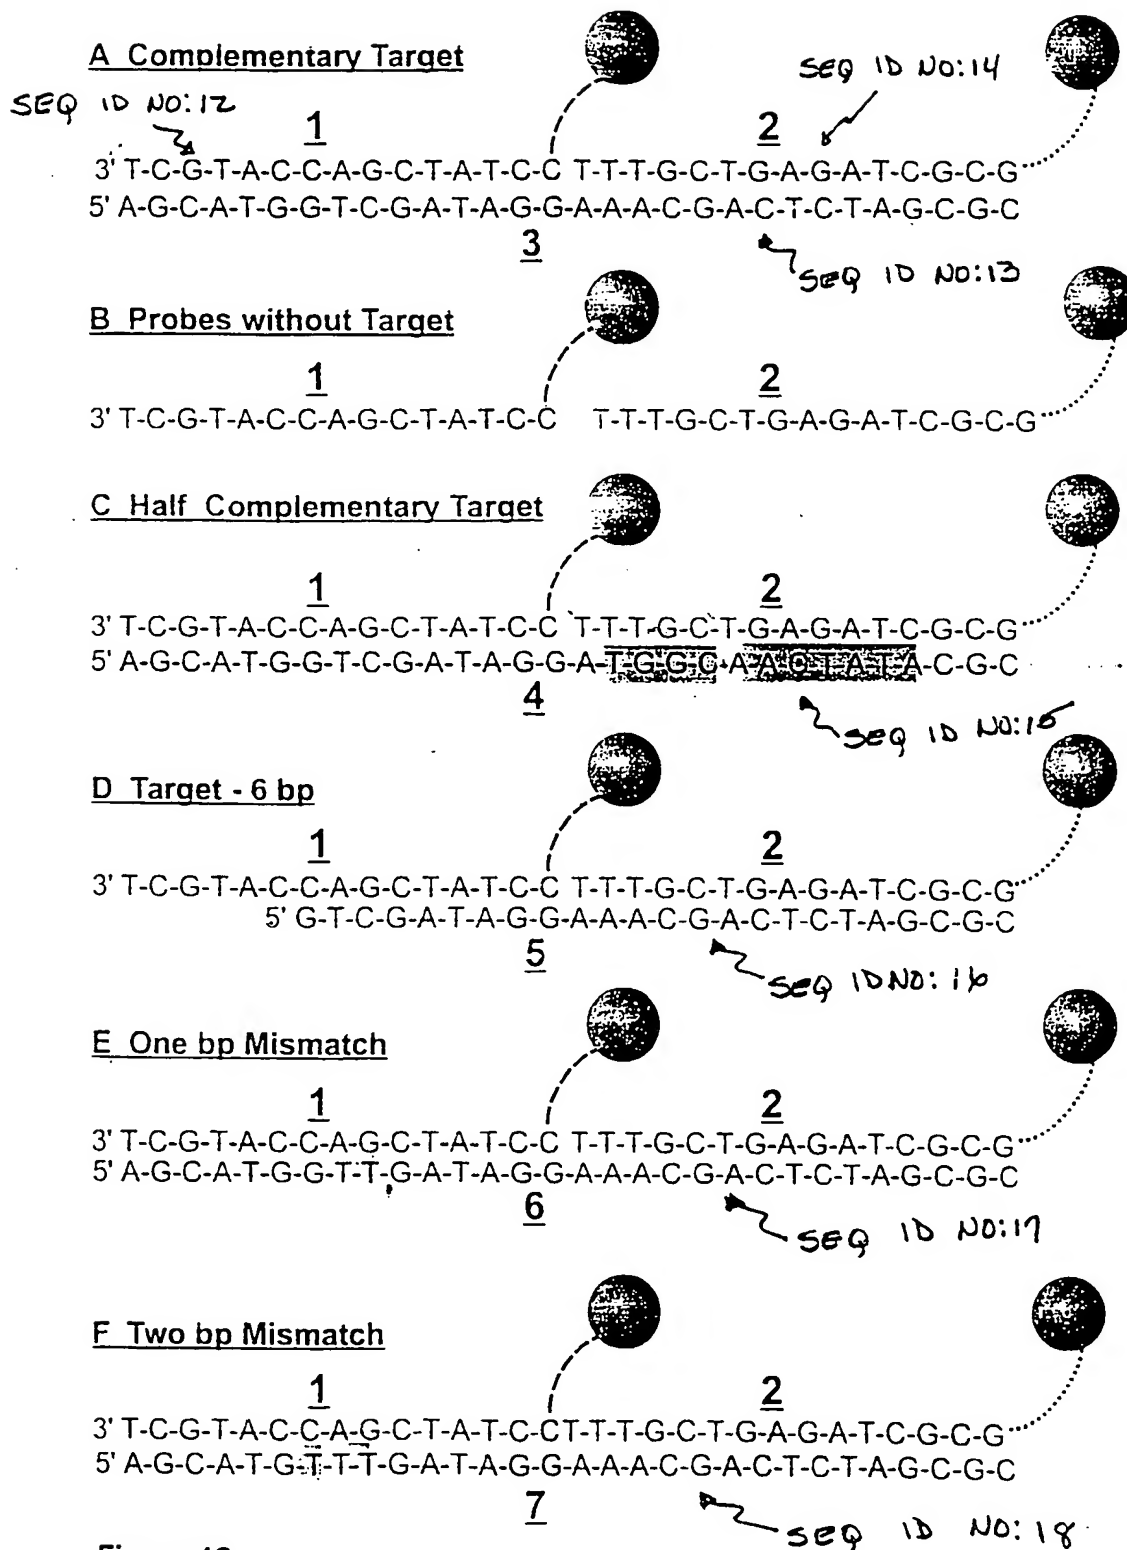 A Complementary Target
SEQ ID NO:12
SEQ ID NO:14
1
2
3' T-C-G-T-A-C-C-A-G-C-T-A-T-C-C T-T-T-G-C-T-G-A-G-A-T-C-G-C-G
5' A-G-C-A-T-G-G-T-C-G-A-T-A-G-G-A-A-A-C-G-A-C-T-C-T-A-G-C-G-C
3
SEQ ID NO:13
B Probes without Target
1
2
3' T-C-G-T-A-C-C-A-G-C-T-A-T-C-C T-T-T-G-C-T-G-A-G-A-T-C-G-C-G
C Half Complementary Target
1
2
3' T-C-G-T-A-C-C-A-G-C-T-A-T-C-C T-T-T-G-C-T-G-A-G-A-T-C-G-C-G
5' A-G-C-A-T-G-G-T-C-G-A-T-A-G-G-A-T-G-G-C-A-A-C-T-A-T-A-C-G-C
4
SEQ ID NO:15
D Target - 6 bp
1
2
3' T-C-G-T-A-C-C-A-G-C-T-A-T-C-C T-T-T-G-C-T-G-A-G-A-T-C-G-C-G
5' G-T-C-G-A-T-A-G-G-A-A-A-C-G-A-C-T-C-T-A-G-C-G-C
5
SEQ ID NO:16
E One bp Mismatch
1
2
3' T-C-G-T-A-C-C-A-G-C-T-A-T-C-C T-T-T-G-C-T-G-A-G-A-T-C-G-C-G
5' A-G-C-A-T-G-G-T-T-G-A-T-A-G-G-A-A-A-C-G-A-C-T-C-T-A-G-C-G-C
6
SEQ ID NO:17
F Two bp Mismatch
1
2
3' T-C-G-T-A-C-C-A-G-C-T-A-T-C-C-T-T-T-G-C-T-G-A-G-A-T-C-G-C-G
5' A-G-C-A-T-G-T-T-T-G-A-T-A-G-G-A-A-A-C-G-A-C-T-C-T-A-G-C-G-C
7
SEQ ID NO:18